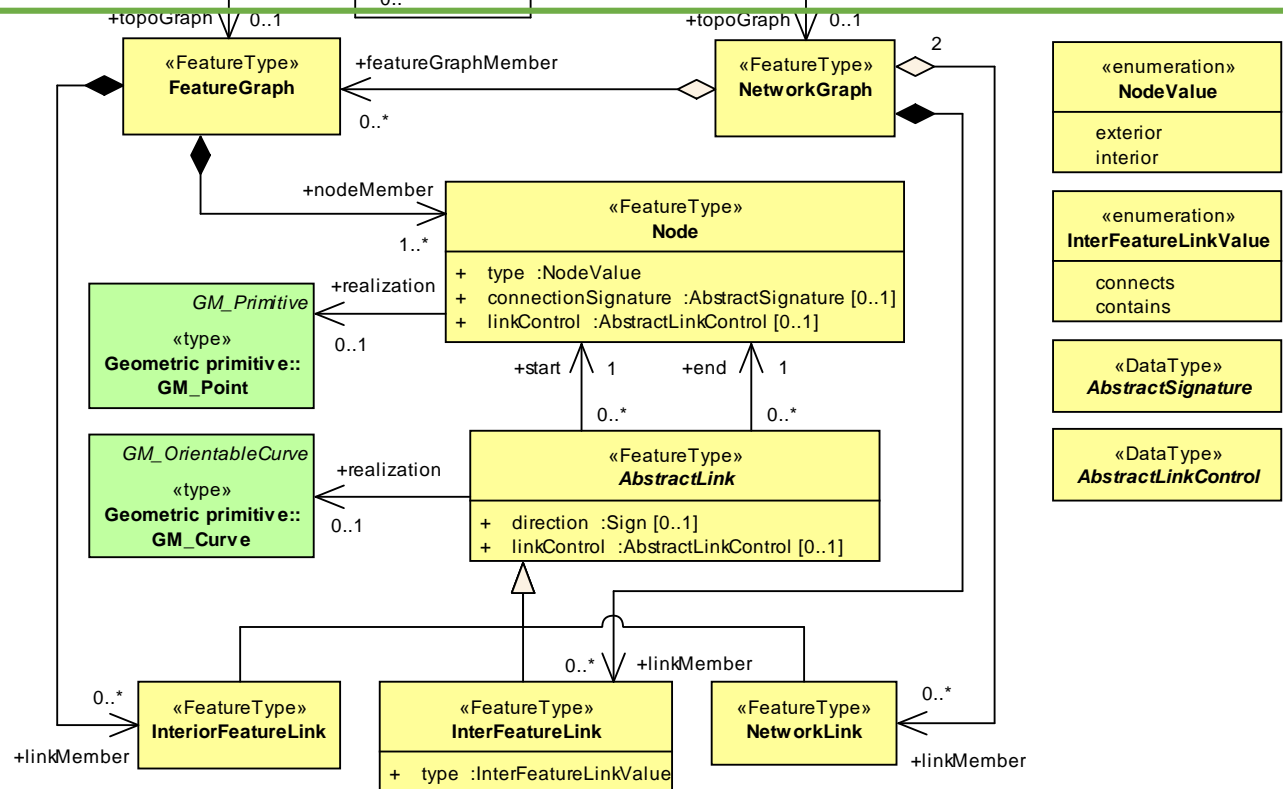 0..*
+topoGraph 0..1
+topoGraph 0..1
«FeatureType»
FeatureGraph
+featureGraphMember
0..*
«FeatureType»
NetworkGraph
2
«enumeration»
NodeValue
exterior
interior
+nodeMember
1..*
«FeatureType»
Node
+ type :NodeValue
+ connectionSignature :AbstractSignature [0..1]
+ linkControl :AbstractLinkControl [0..1]
«enumeration»
InterFeatureLinkValue
connects
contains
GM_Primitive
«type»
Geometric primitive::
GM_Point
+realization
0..1
+start 1
+end 1
0..*
0..*
«DataType»
AbstractSignature
GM_OrientableCurve
«type»
Geometric primitive::
GM_Curve
+realization
0..1
«FeatureType»
AbstractLink
+ direction :Sign [0..1]
+ linkControl :AbstractLinkControl [0..1]
«DataType»
AbstractLinkControl
0..*
+linkMember
«FeatureType»
InteriorFeatureLink
0..* +linkMember
«FeatureType»
InterFeatureLink
+ type :InterFeatureLinkValue
«FeatureType»
NetworkLink
0..*
+linkMember